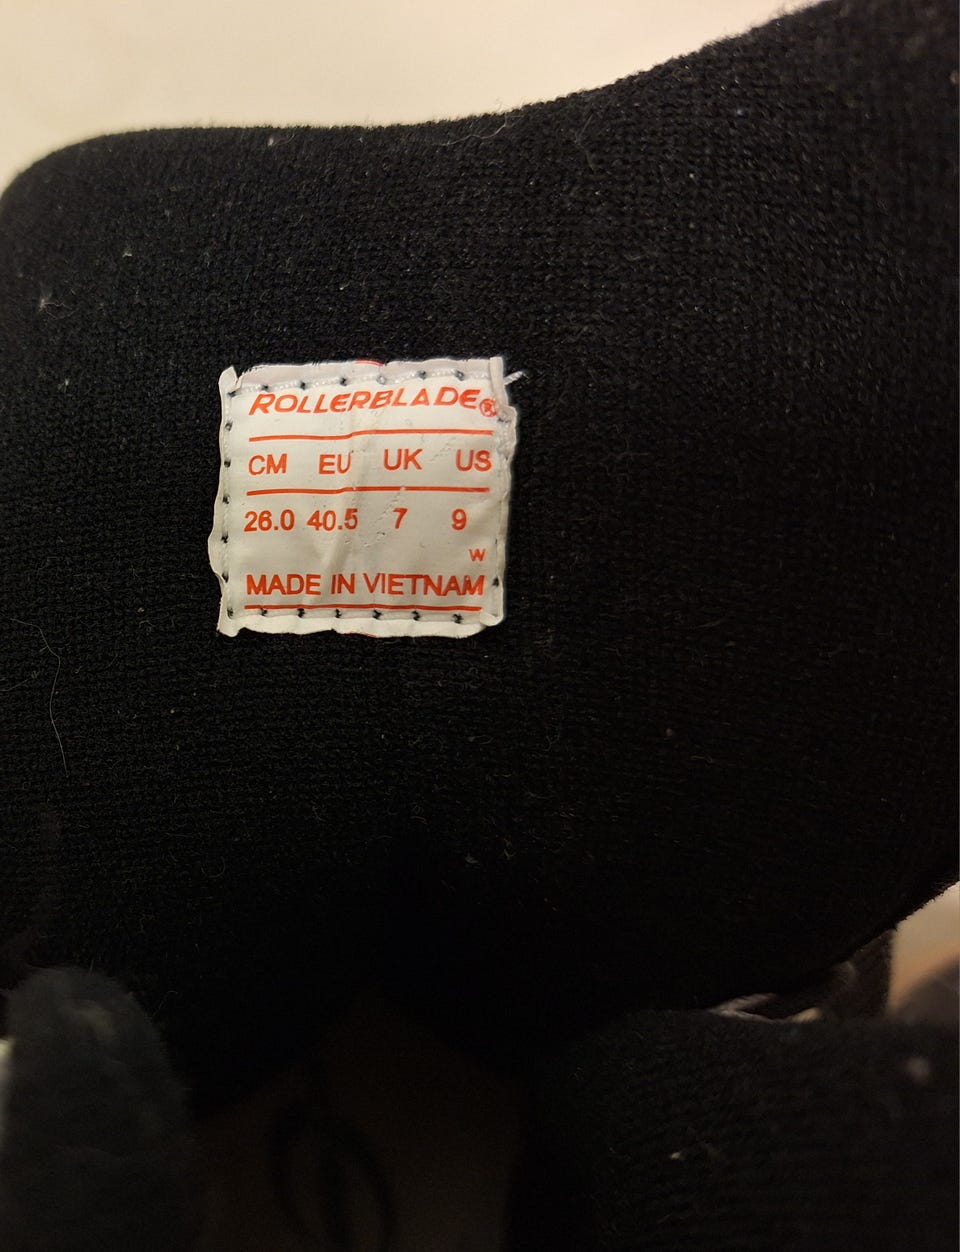 ROLLERBLADE®
CM EU UK US
26.0 40.5 7 9
W
MADE IN VIETNAM